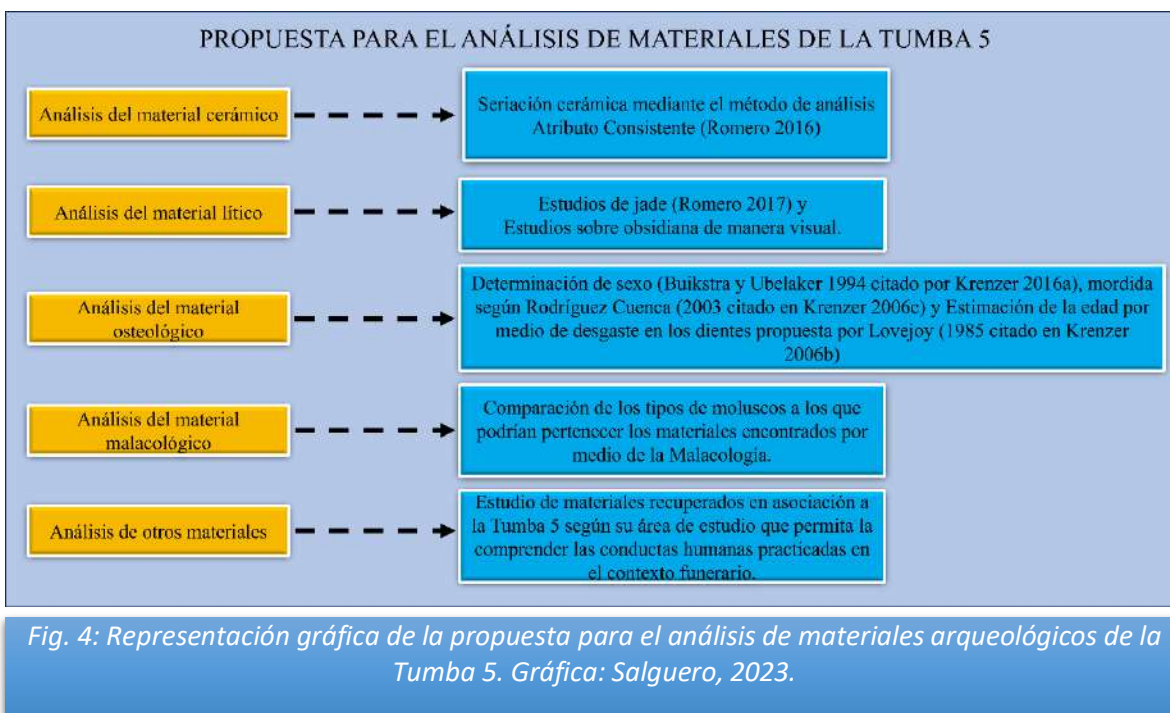 PROPUESTA PARA EL ANÁLISIS DE MATERIALES DE LA TUMBA 5
Análisis del material cerámico
Seriación cerámica mediante el método de análisis
Atributo Consistente (Romero 2016)
Análisis del material lítico
Estudios de jade (Romero 2017) y
Estudios sobre obsidiana de manera visual.
Análisis del material
osteológico
Determinación de sexo (Buikstra y Ubelaker 1994 citado por Krenzer 2016a), mordida
según Rodríguez Cuenca (2003 citado en Krenzer 2006c) y Estimación de la edad por
medio de desgaste en los dientes propuesta por Lovejoy (1985 citado en Krenzer
2006b)
Análisis del material
malacológico
Comparación de los tipos de moluscos a los que
podrían pertenecer los materiales encontrados por
medio de la Malacología.
Análisis de otros materiales
Estudio de materiales recuperados en asociación a
la Tumba 5 según su área de estudio que permita la
comprender las conductas humanas practicadas en
el contexto funerario.
Fig. 4: Representación gráfica de la propuesta para el análisis de materiales arqueológicos de la
Tumba 5. Gráfica: Salguero, 2023.